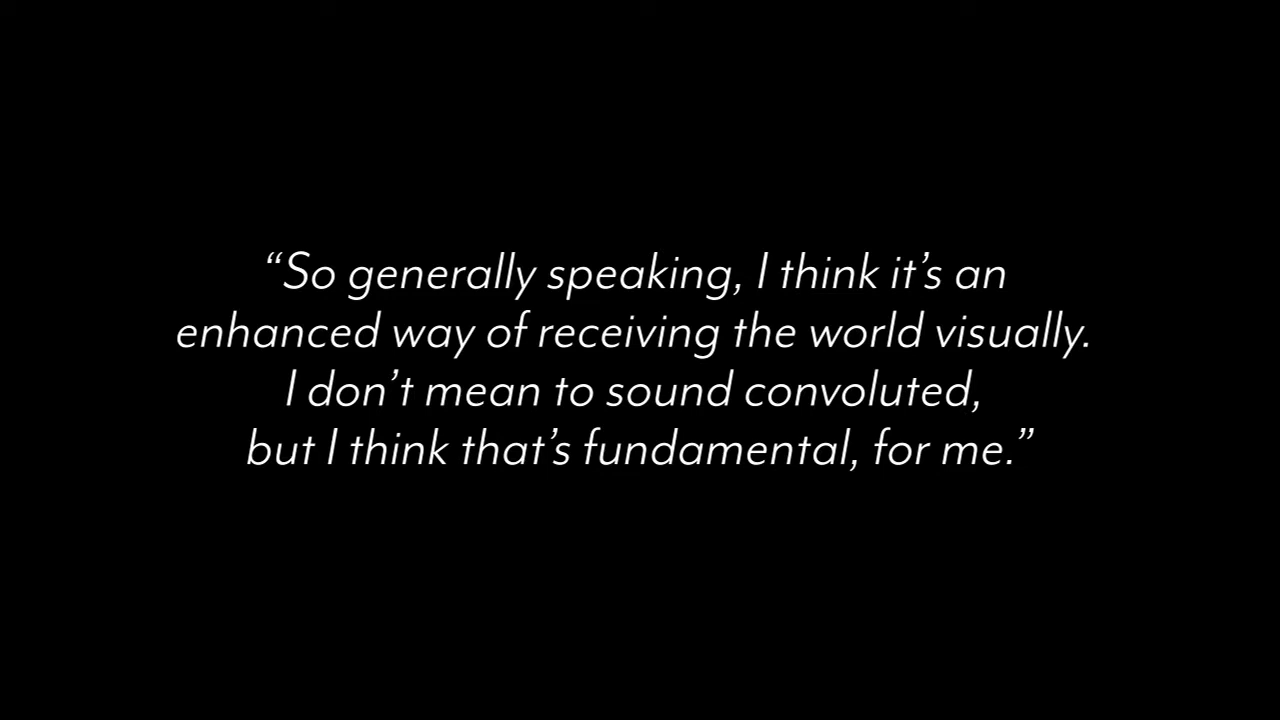 “So generally speaking, I think it’s an
enhanced way of receiving the world visually.
I don’t mean to sound convoluted,
but I think that’s fundamental, for me.”